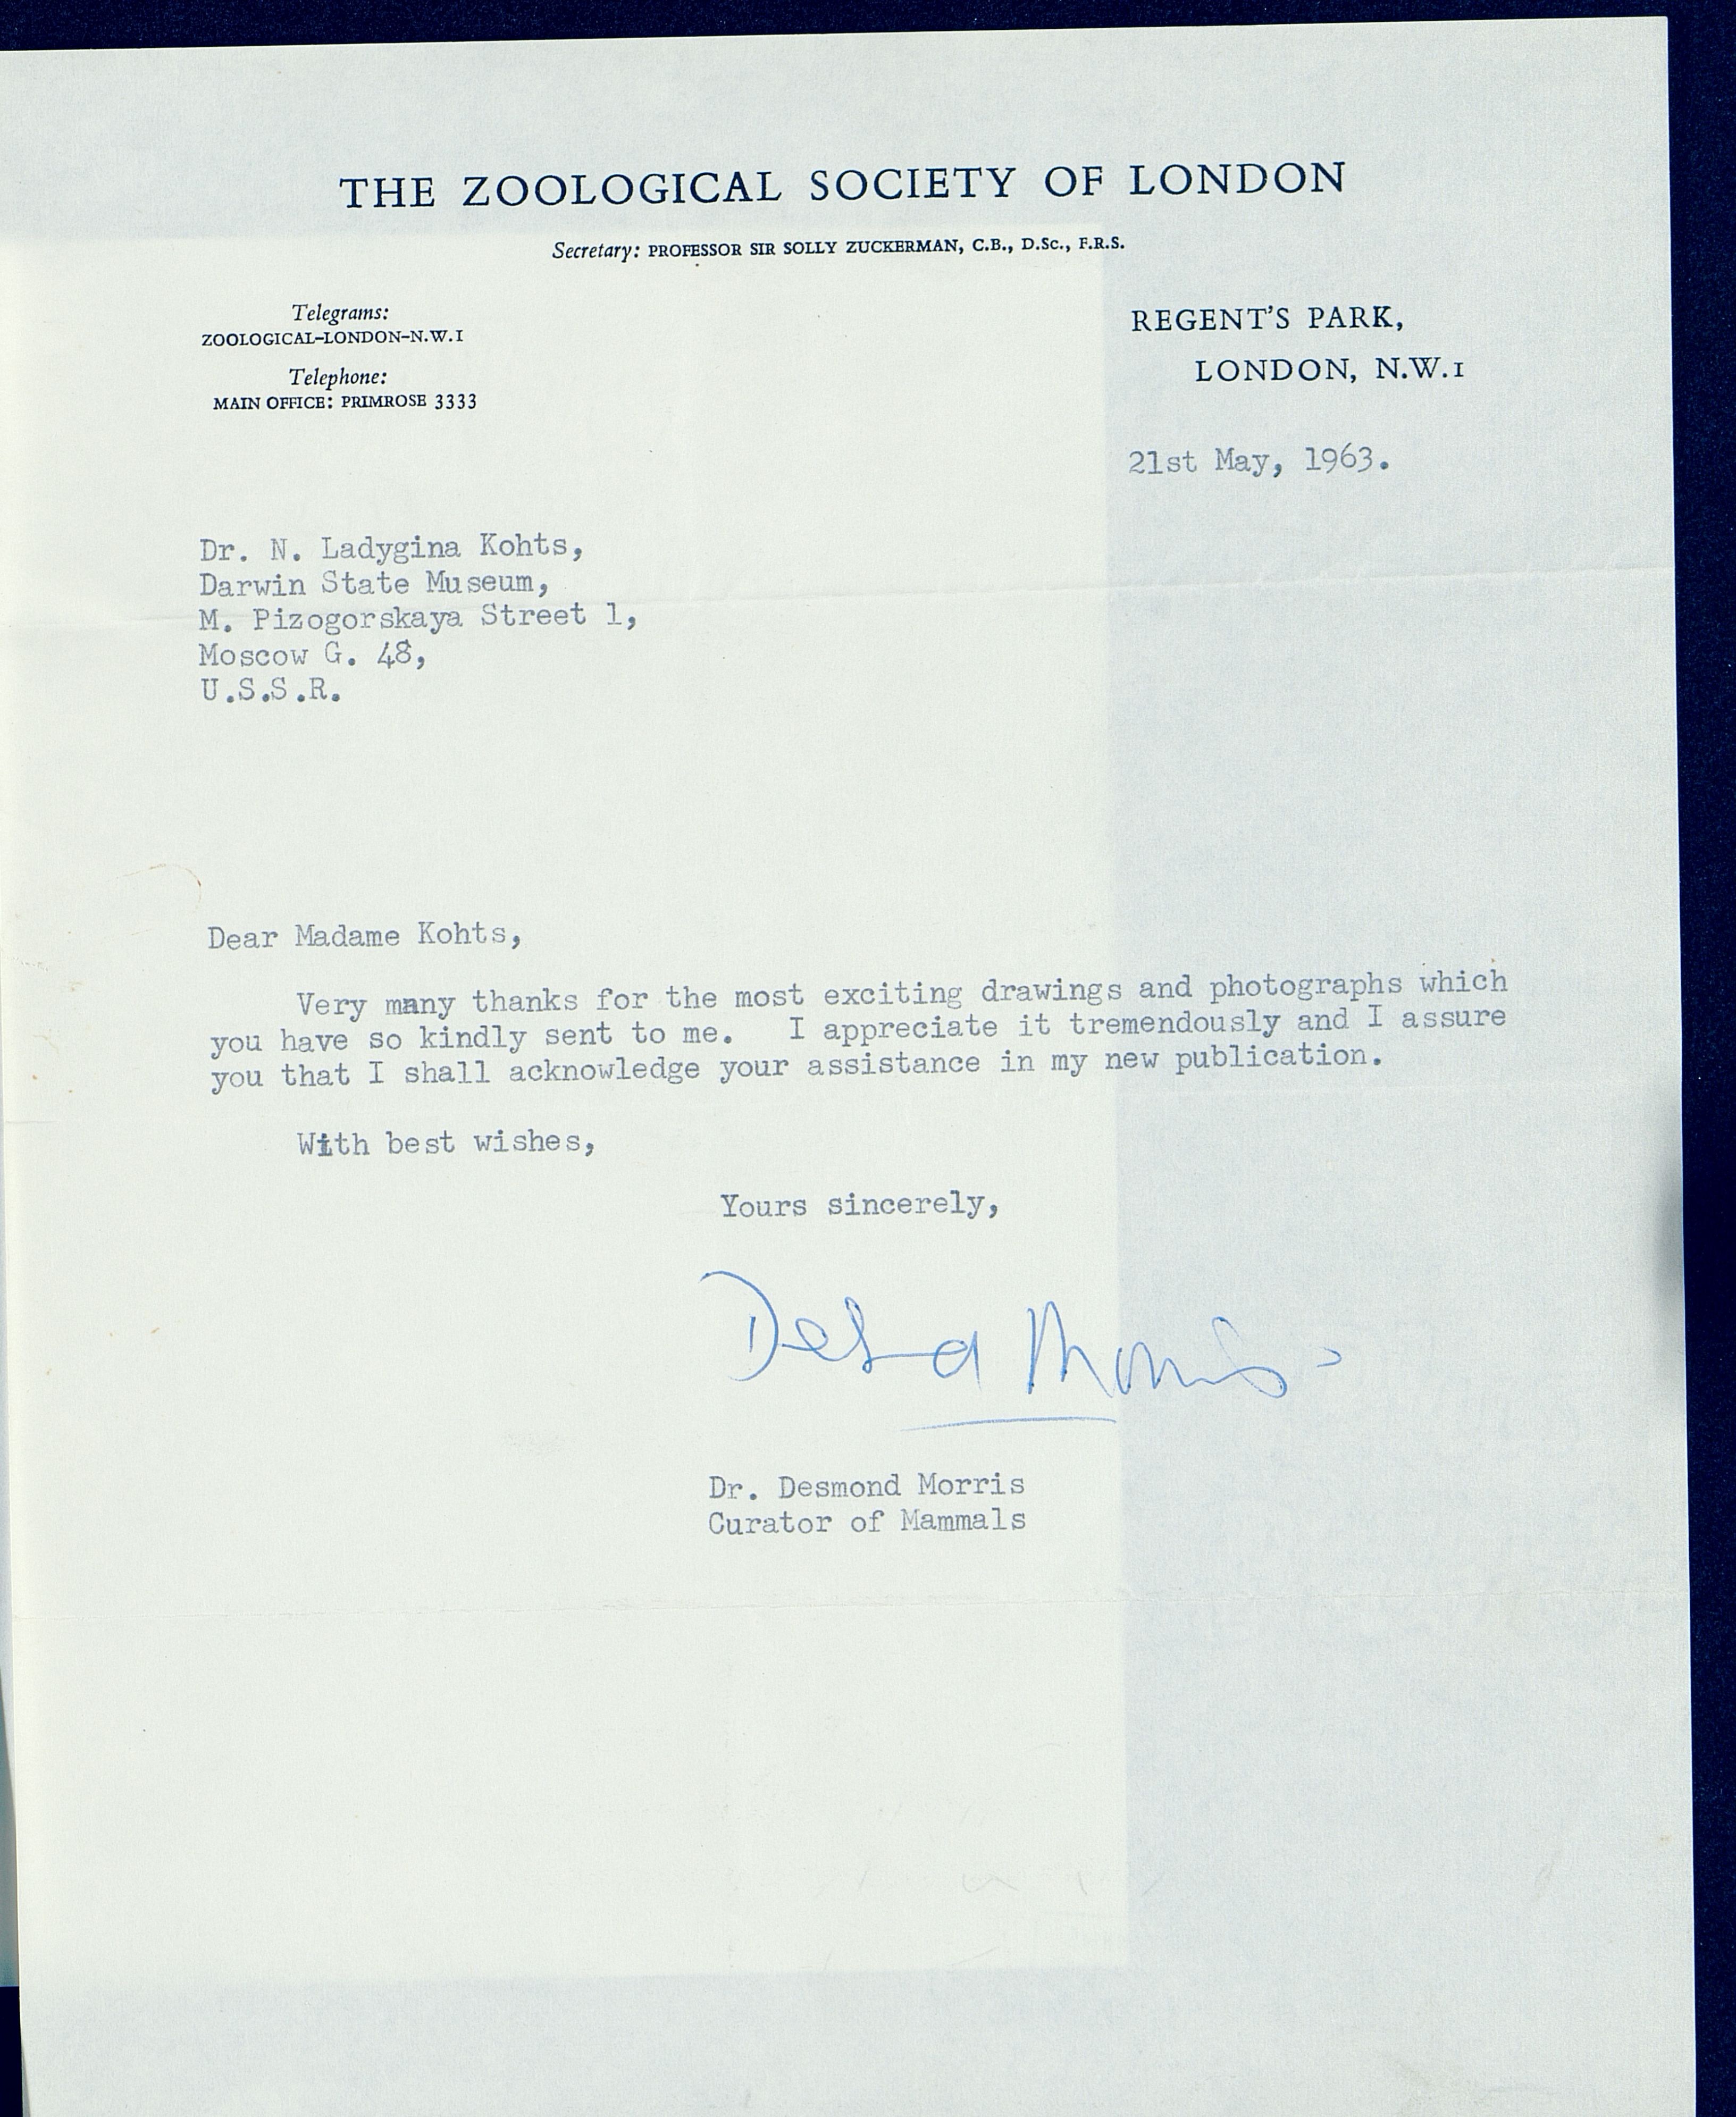 THE ZOOLOGICAL SOCIETY OF LONDON
Secretary: PROFESSOR SIR SOLLY ZUCKERMAN, C.B., D.Sc., F.R.S.
Telegrams:
ZOOLOGICAL-LONDON-N.W.1
Telephone:
MAIN OFFICE: PRIMROSE 3333
REGENT'S PARK,
LONDON, N.W.1
21st May, 1963.
Dr. N. Ladygina Kohts,
Darwin State Museum,
M. Pizogorskaya Street 1,
Moscow G. 48,
U.S.S.R.
Dear Madame Kohts,
Very many thanks for the most exciting drawings and photographs which
you have so kindly sent to me. I appreciate it tremendously and I assure
you that I shall acknowledge your assistance in my new publication.
With best wishes,
Yours sincerely,
Desmond Morris
Dr. Desmond Morris
Curator of Mammals